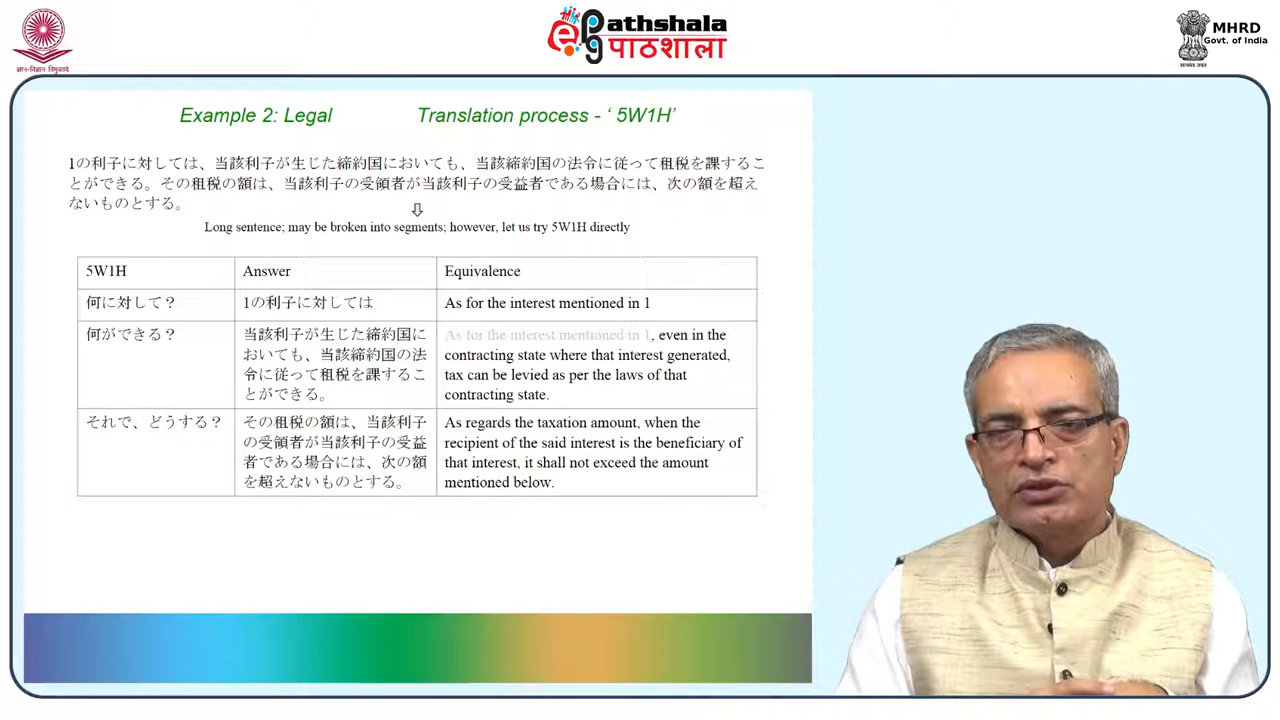 ज्ञान-विज्ञान विमुक्तये
ePG Pathshala
पाठशाला
MHRD
Govt. of India
Example 2: Legal Translation process - ‘ 5W1H’
1の利子に対しては、当該利子が生じた締約国においても、当該締約国の法令に従って租税を課するこ
とができる。その租税の額は、当該利子の受領者が当該利子の受益者である場合には、次の額を超え
ないものとする。
Long sentence; may be broken into segments; however, let us try 5W1H directly
5W1H
Answer
Equivalence
何に対して？
1の利子に対しては
As for the interest mentioned in 1
何ができる？
当該利子が生じた締約国に
おいても、当該締約国の法
令に従って租税を課するこ
とができる。
As for the interest mentioned in 1, even in the
contracting state where that interest generated,
tax can be levied as per the laws of that
contracting state.
それで、どうする？
その租税の額は、当該利子
の受領者が当該利子の受益
者である場合には、次の額
を超えないものとする。
As regards the taxation amount, when the
recipient of the said interest is the beneficiary of
that interest, it shall not exceed the amount
mentioned below.